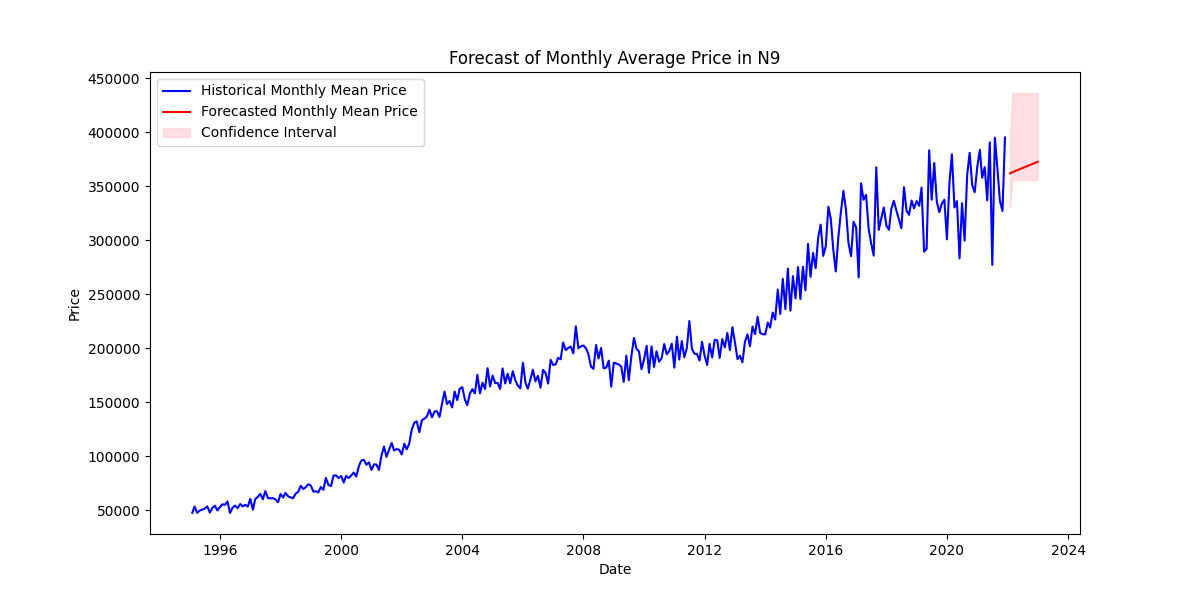 Forecast of Monthly Average Price in N9
Historical Monthly Mean Price
Forecasted Monthly Mean Price
Confidence Interval
Price
450000
400000
350000
300000
250000
200000
150000
100000
50000
1996 2000 2004 2008 2012 2016 2020 2024
Date